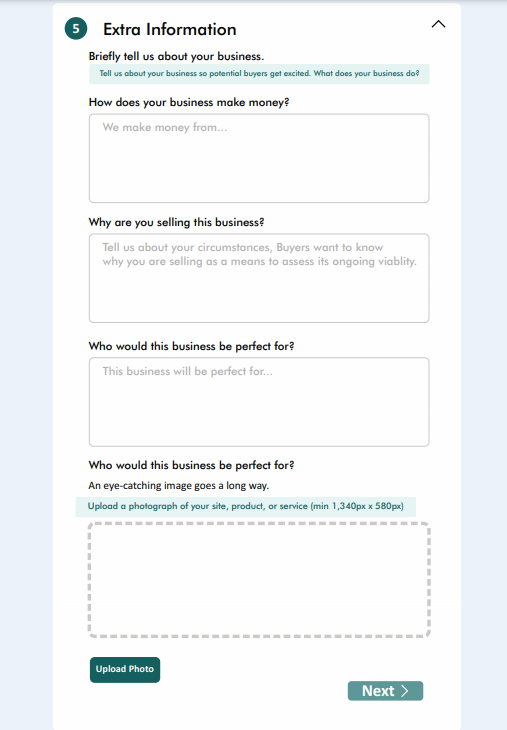 5 Extra Information
Briefly tell us about your business.
Tell us about your business so potential buyers get excited. What does your business do?
How does your business make money?
We make money from...
Why are you selling this business?
Tell us about your circumstances, Buyers want to know
why you are selling as a means to assess its ongoing viablity.
Who would this business be perfect for?
This business will be perfect for...
Who would this business be perfect for?
An eye-catching image goes a long way.
Upload a photograph of your site, product, or service (min 1,340px x 580px)
Upload Photo
Next >